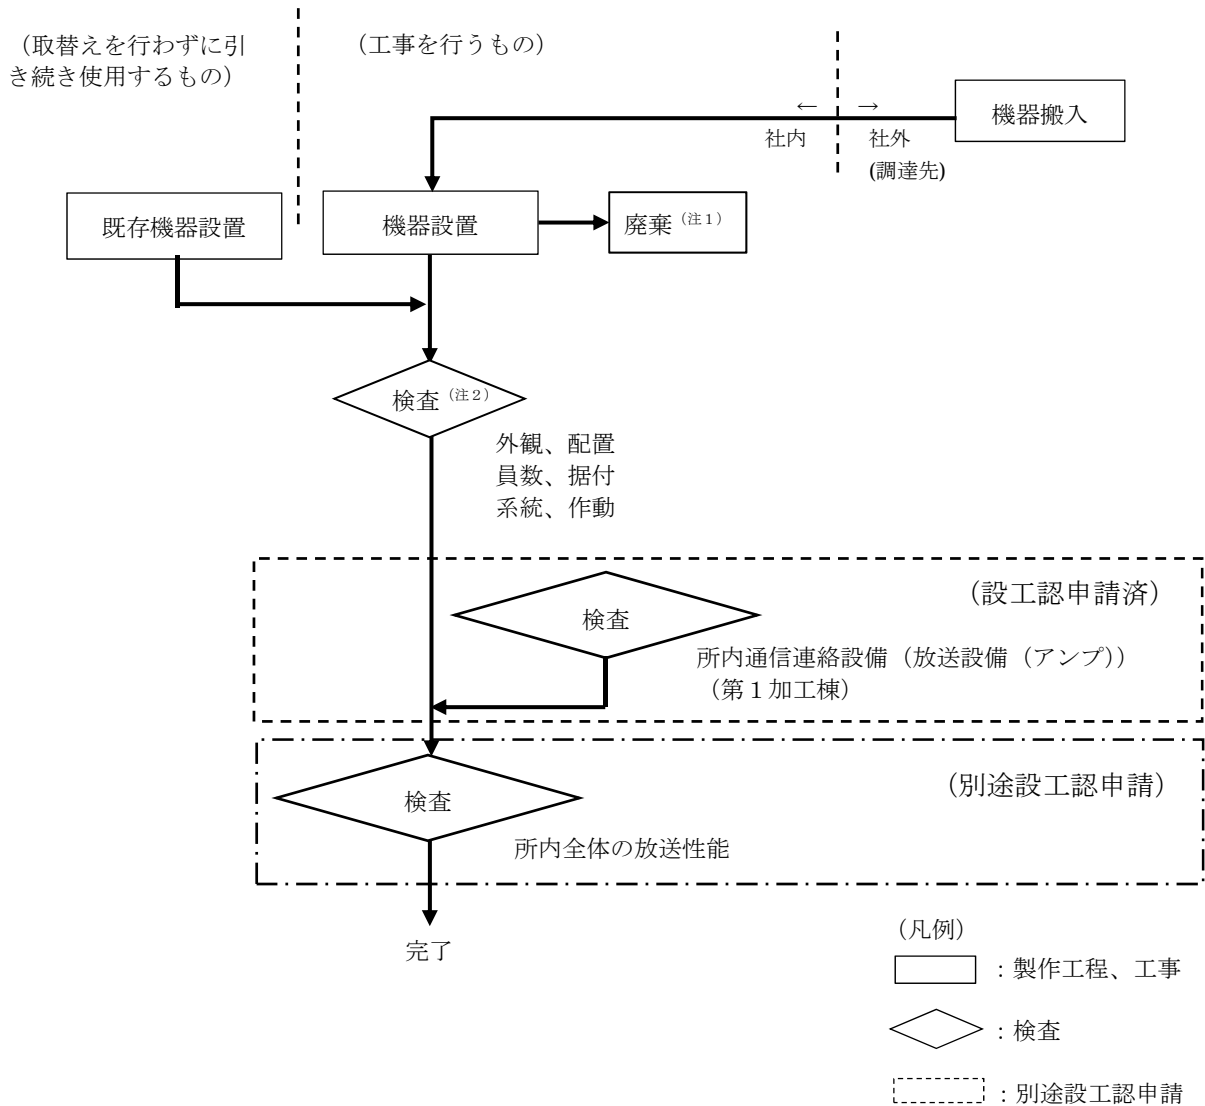 （取替えを行わずに引
き続き使用するもの）
（工事を行うもの）
機器搬入
← →
社内 社外
(調達先)
既存機器設置
機器設置
廃棄（注１）
検査（注２）
外観、配置
員数、据付
系統、作動
（設工認申請済）
検査
所内通信連絡設備（放送設備（アンプ））
（第１加工棟）
（別途設工認申請）
検査
所内全体の放送性能
完了
（凡例）
：製作工程、工事
：検査
：別途設工認申請